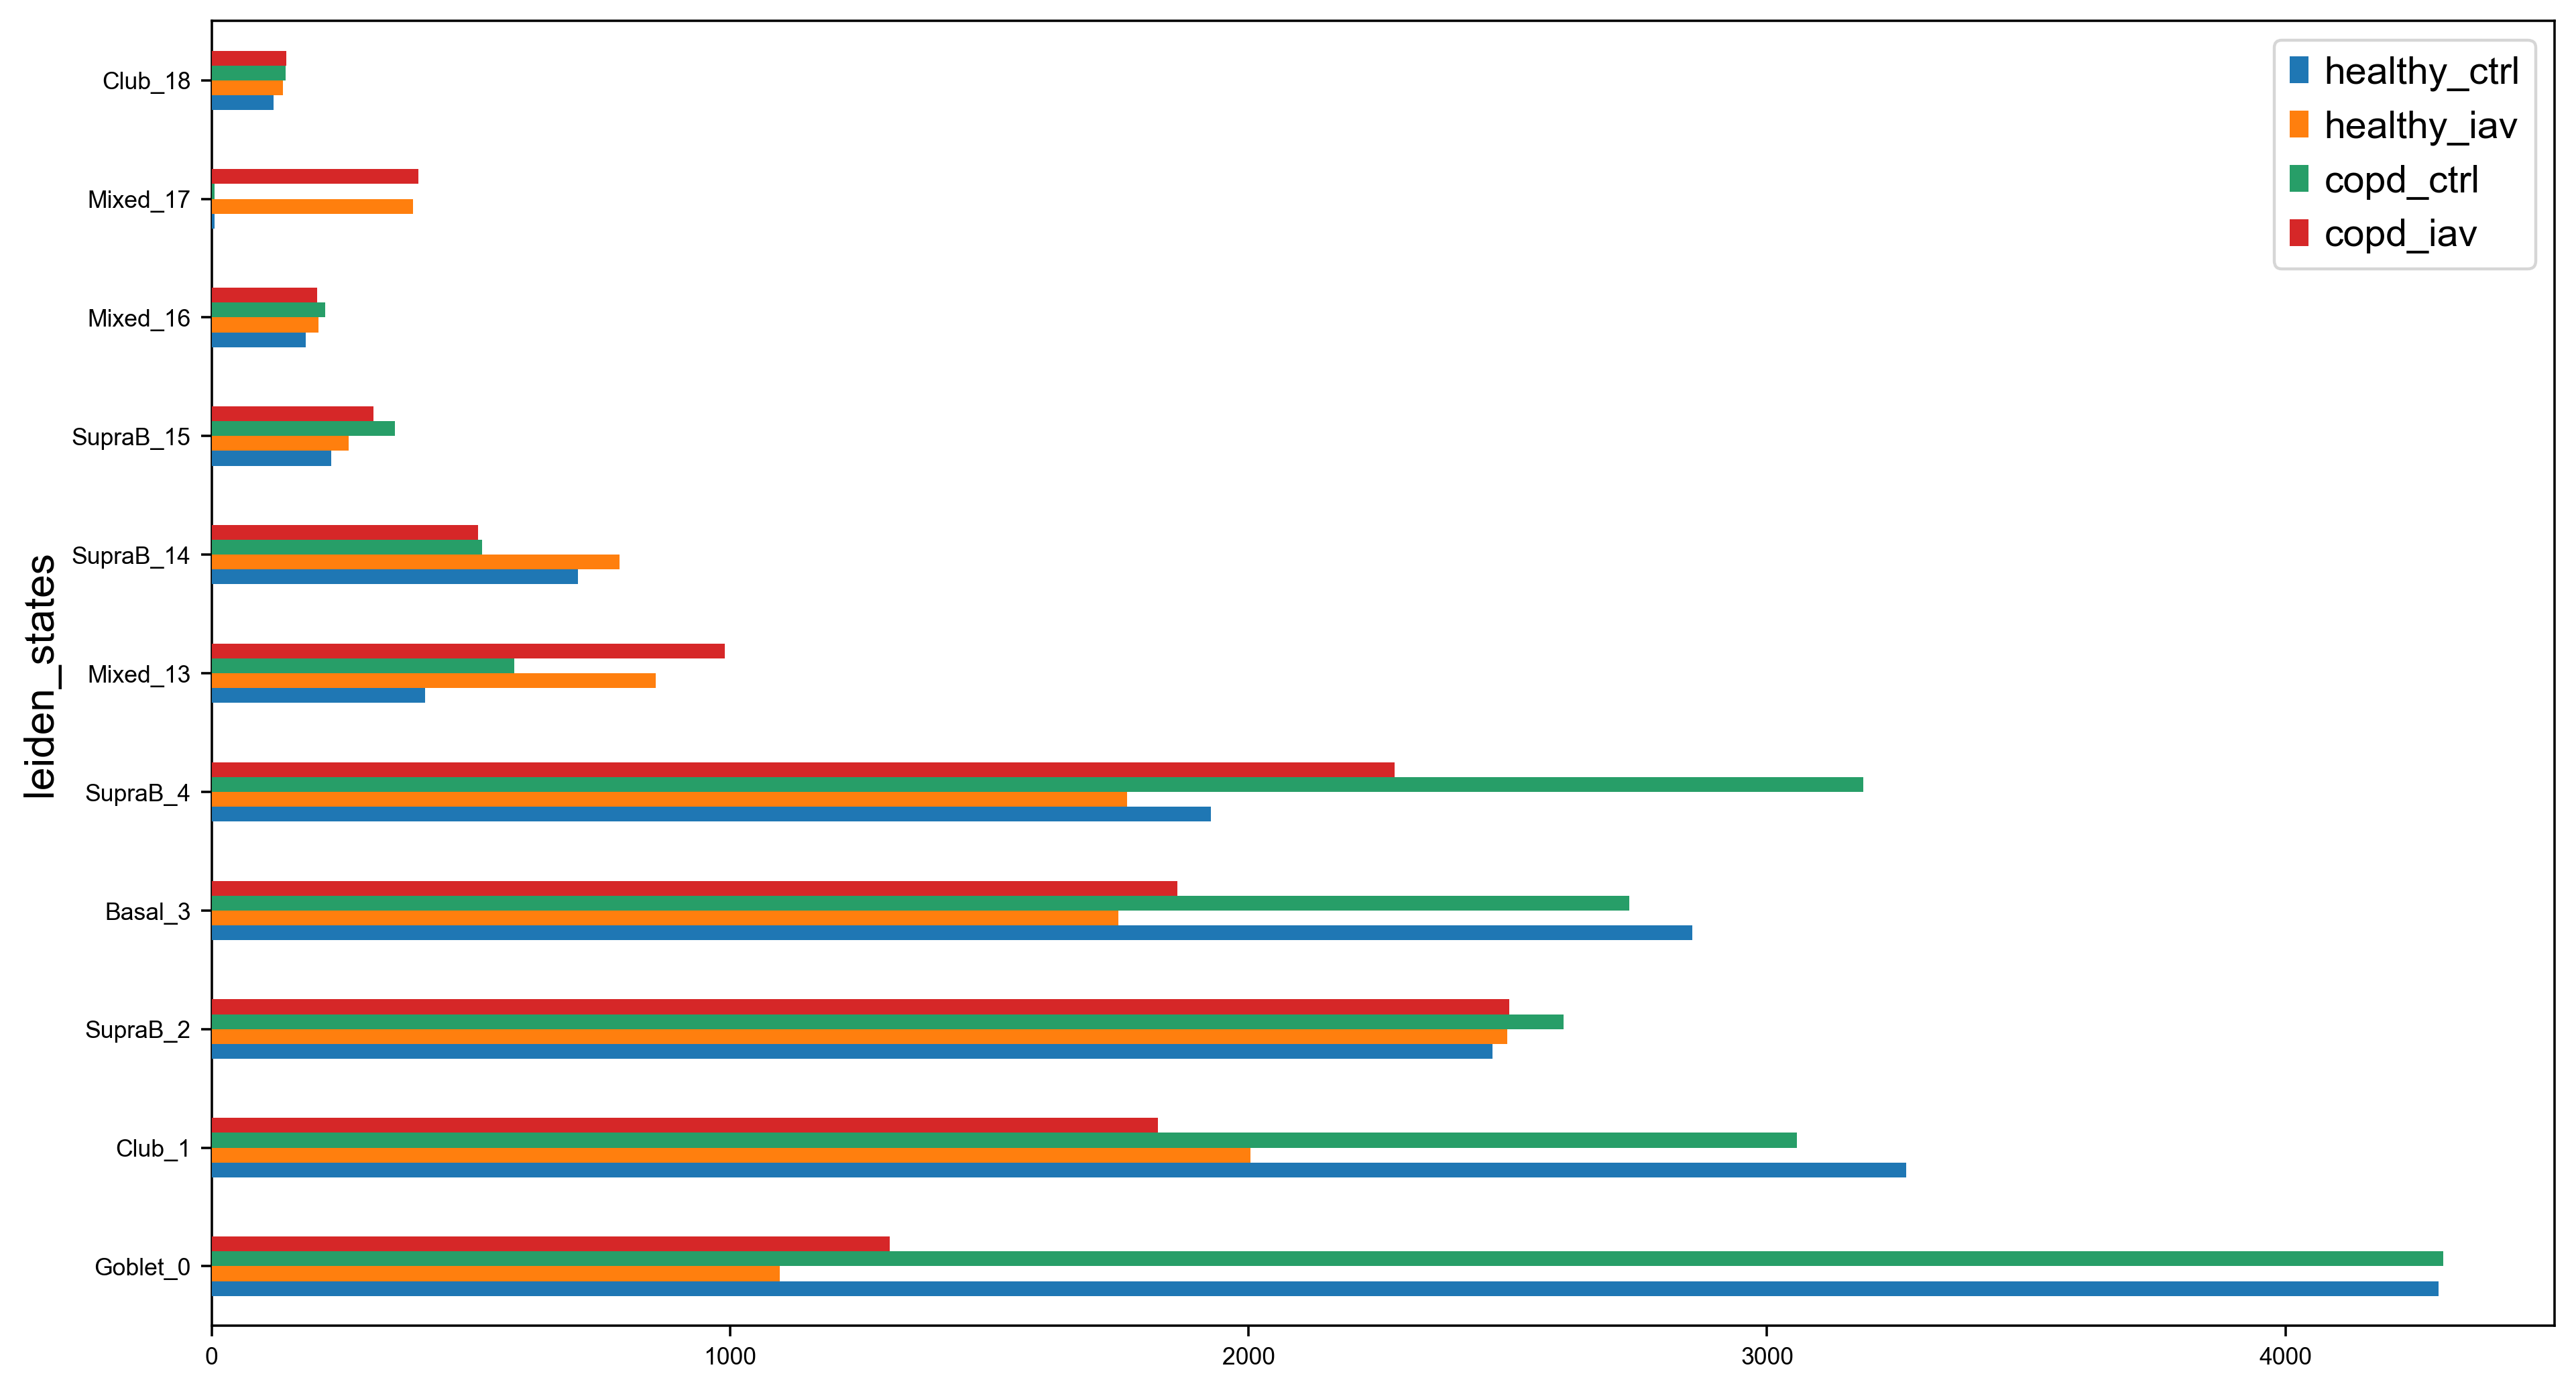 healthy_ctrl
healthy_iav
copd_ctrl
copd_iav
leiden_states
Club_18
Mixed_17
Mixed_16
SupraB_15
SupraB_14
Mixed_13
SupraB_4
Basal_3
SupraB_2
Club_1
Goblet_0
0 1000 2000 3000 4000